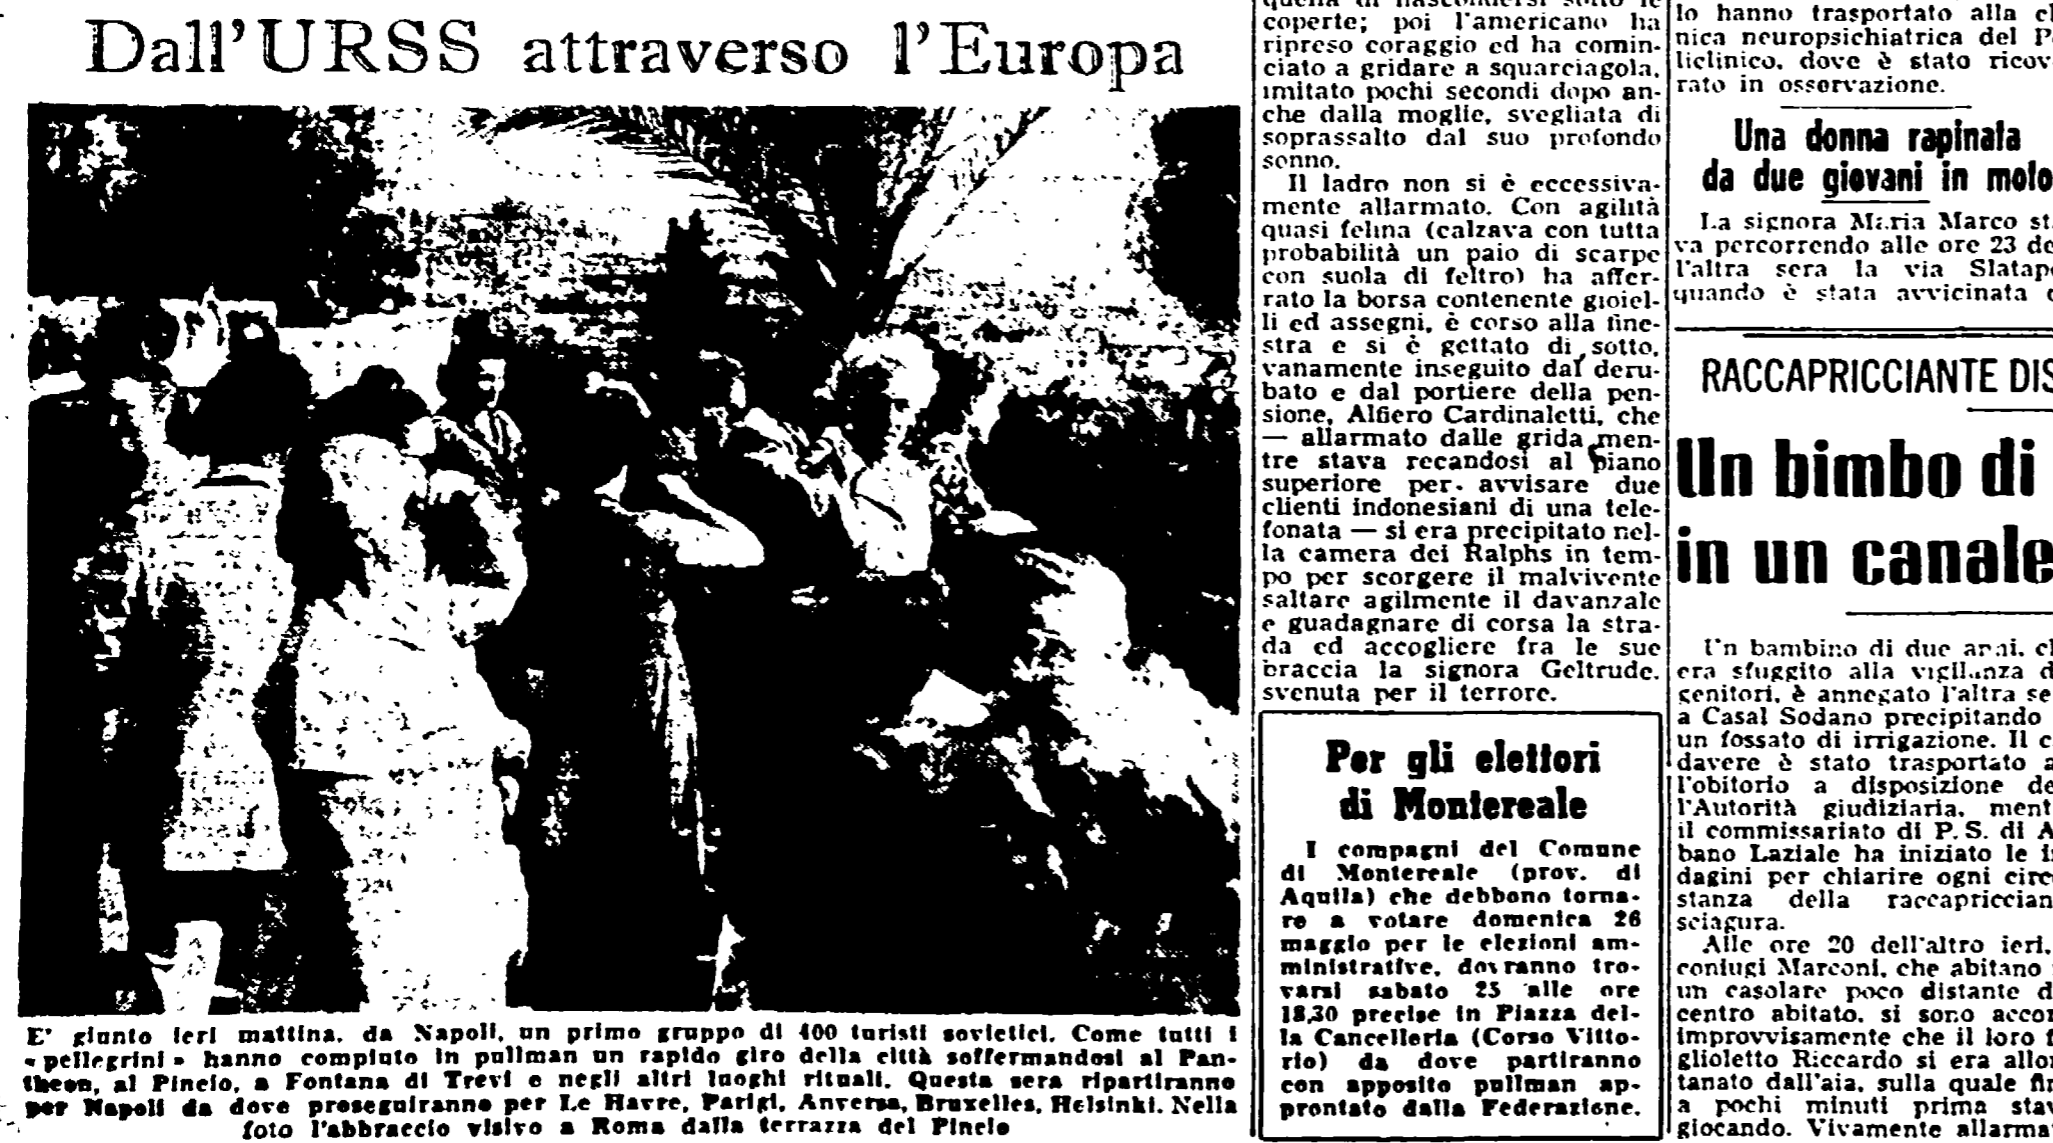 Dall'URSS attraverso l'Europa
E' giunto ieri mattina, da Napoli, un primo gruppo di 400 turisti sovietici. Come tutti i
« pellegrini » hanno compiuto in pullman un rapido giro della città soffermandosi al Pan-
theon, al Pincio, a Fontana di Trevi e negli altri luoghi rituali. Questa sera ripartiranno
per Napoli da dove proseguiranno per Le Havre, Parigi, Anversa, Bruxelles, Helsinki. Nella
foto l'abbraccio visivo a Roma dalla terrazza del Pincio
coperte; poi l'americano ha
ripreso coraggio ed ha comin-
ciato a gridare a squarciagola,
imitato pochi secondi dopo an-
che dalla moglie, svegliata di
soprassalto dal suo profondo
sonno.
Il ladro non si è eccessiva-
mente allarmato. Con agilità
quasi felina (calzava con tutta
probabilità un paio di scarpe
con suola di feltro) ha affer-
rato la borsa contenente gioiel-
li ed assegni, è corso alla fine-
stra e si è gettato di sotto,
vanamente inseguito dal deru-
bato e dal portiere della pen-
sione, Alfiero Cardinaletti, che
— allarmato dalle grida men-
tre stava recandosi al piano
superiore per avvisare due
clienti indonesiani di una tele-
fonata — si era precipitato nel-
la camera dei Ralphs in tem-
po per scorgere il malvivente
saltare agilmente il davanzale
e guadagnare di corsa la stra-
da ed accogliere fra le sue
braccia la signora Geltrude,
svenuta per il terrore.
Per gli elettori
di Montereale
I compagni del Comune
di Montereale (prov. di
Aquila) che debbono torna-
re a votare domenica 26
maggio per le elezioni am-
ministrative, dovranno tro-
varsi sabato 25 alle ore
18,30 precise in Piazza del-
la Cancelleria (Corso Vitto-
rio) da dove partiranno
con apposito pullman ap-
prontato dalla Federazione.
lo hanno trasportato alla cl
nica neuropsichiatrica del P
liclinico, dove è stato ricov
rato in osservazione.
Una donna rapinata
da due giovani in moto
La signora Maria Marco st
va percorrendo alle ore 23 de
l'altra sera la via Slatap
quando è stata avvicinata
RACCAPRICCIANTE DIS
Un bimbo di
in un canale
Un bambino di due anni, c
era sfuggito alla vigilanza d
genitori, è annegato l'altra se
a Casal Sodano precipitando
un fossato di irrigazione. Il c
davere è stato trasportato a
l'obitorio a disposizione de
l'Autorità giudiziaria, ment
il commissariato di P. S. di A
bano Laziale ha iniziato le i
dagini per chiarire ogni circ
stanza della raccapriccian
sciagura.
Alle ore 20 dell'altro ieri,
coniugi Marconi, che abitano
un casolare poco distante d
centro abitato, si sono accor
improvvisamente che il loro f
glioletto Riccardo si era allon
tanato dall'aia, sulla quale fin
a pochi minuti prima stav
giocando. Vivamente allarma